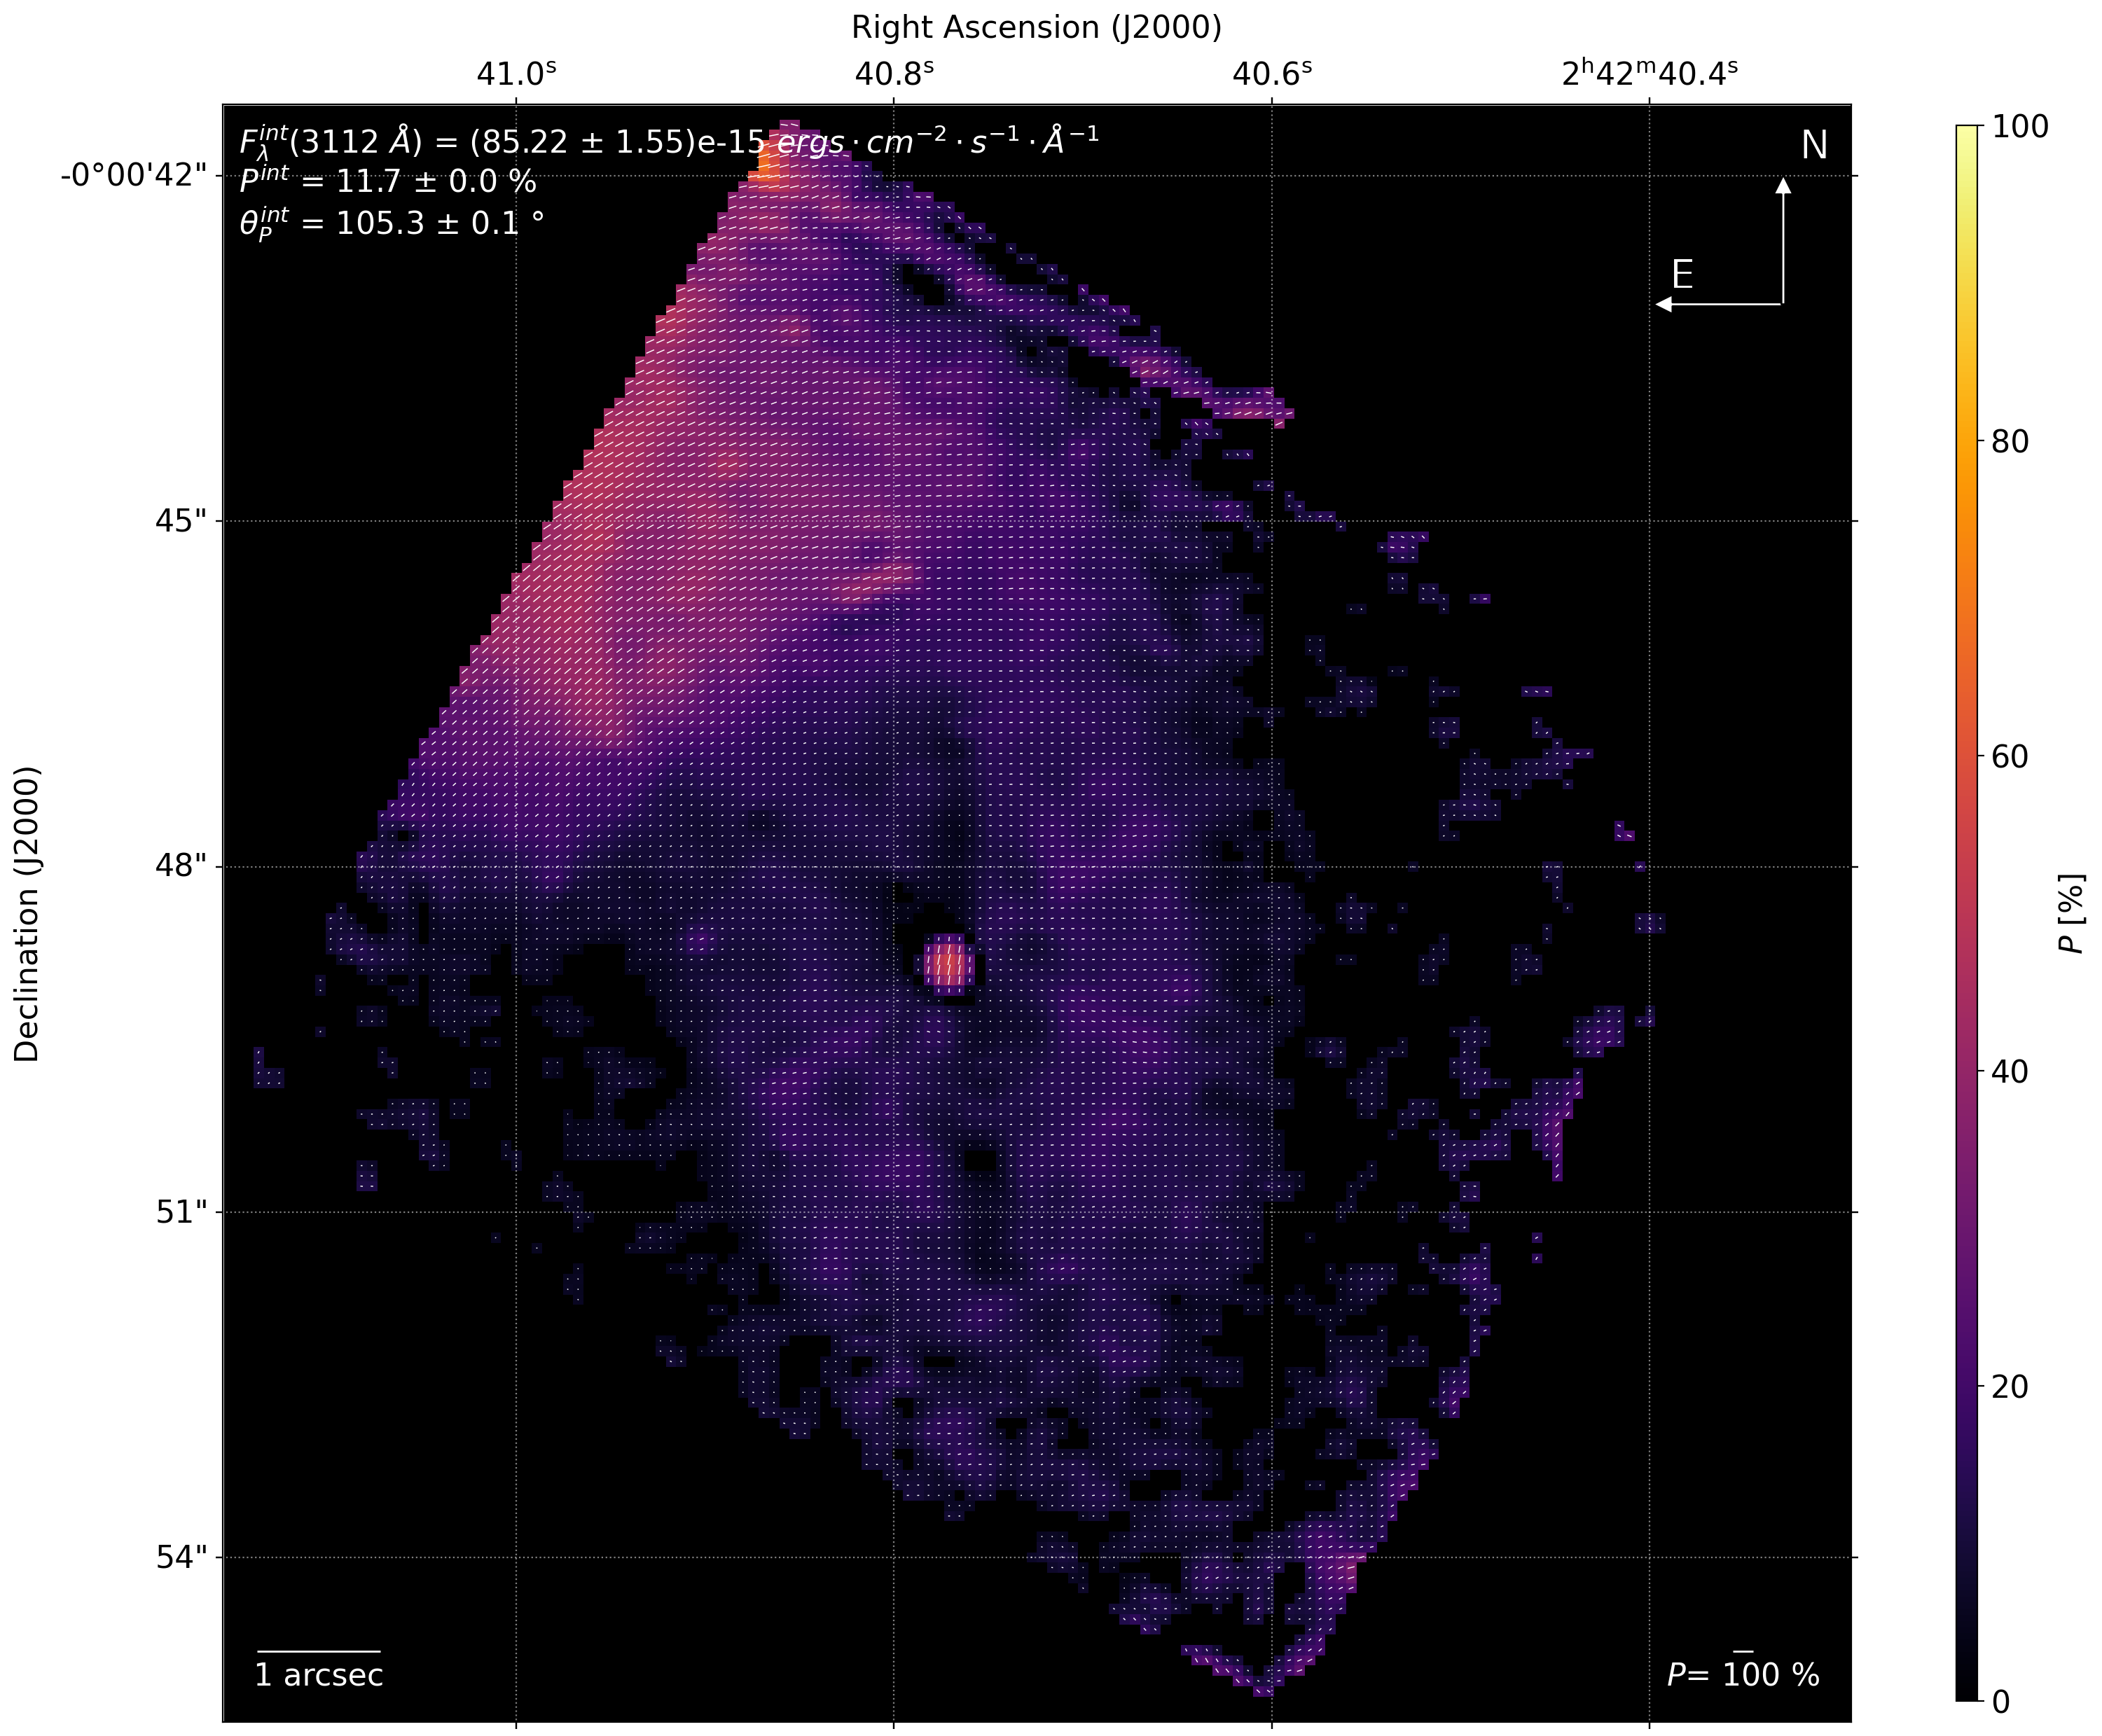 Right Ascension (J2000)
41.0ˢ 40.8ˢ 40.6ˢ 2ʰ42ᵐ40.4ˢ
F_λ^int(3112 Å) = (85.22 ± 1.55)e-15 ergs · cm⁻² · s⁻¹ · Å⁻¹
P^int = 11.7 ± 0.0 %
θ_P^int = 105.3 ± 0.1 °
N
E
-0°00'42"
45"
48"
51"
54"
Declination (J2000)
1 arcsec
P= 100 %
100
80
60
40
20
0
P [%]